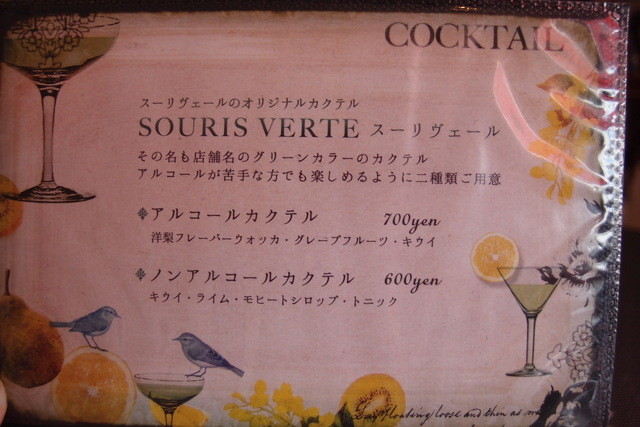 COCKTAIL
スーリヴェールのオリジナルカクテル
SOURIS VERTE スーリヴェール
その名も店舗名のグリーンカラーのカクテル
アルコールが苦手な方でも楽しめるように二種類ご用意
アルコールカクテル 700yen
洋梨フレーバーウォッカ・グレープフルーツ・キウイ
ノンアルコールカクテル 600yen
キウイ・ライム・モヒートシロップ・トニック
floating loose and then as